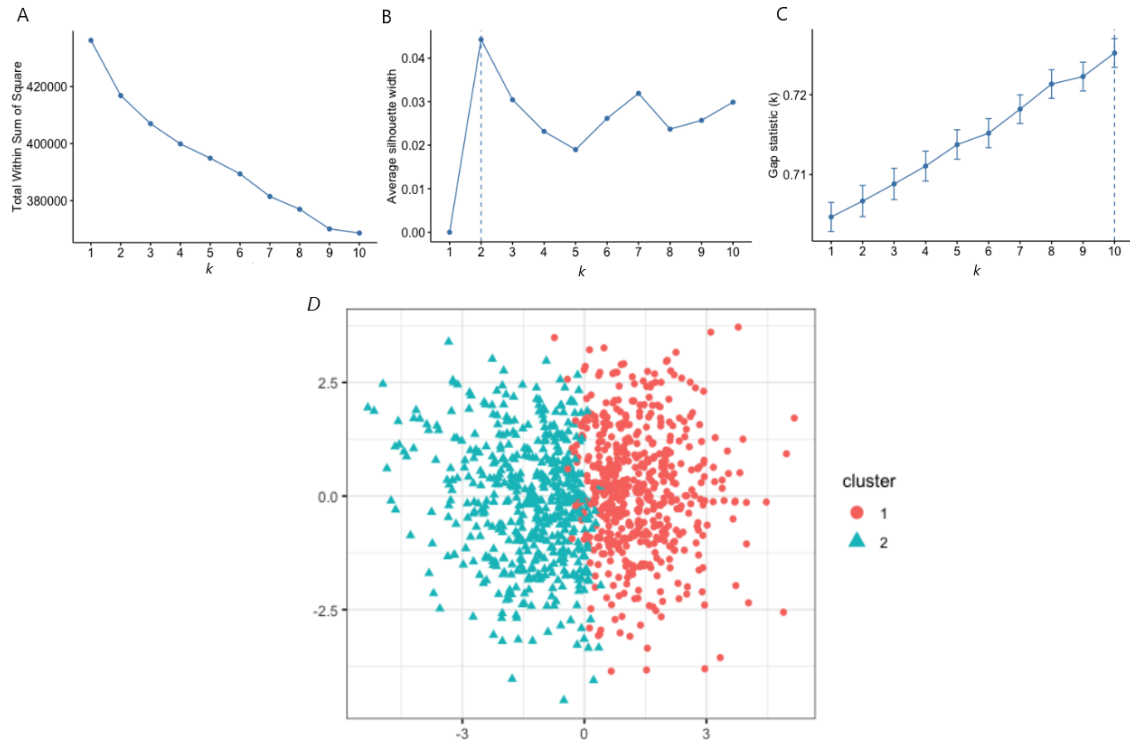 A
Total Within Sum of Square
420000
400000
380000
1 2 3 4 5 6 7 8 9 10
k
B
Average silhouette width
0.04
0.03
0.02
0.01
0.00
1 2 3 4 5 6 7 8 9 10
k
C
Gap statistic (k)
0.72
0.71
1 2 3 4 5 6 7 8 9 10
k
D
2.5
0.0
-2.5
-3 0 3
cluster
1
2